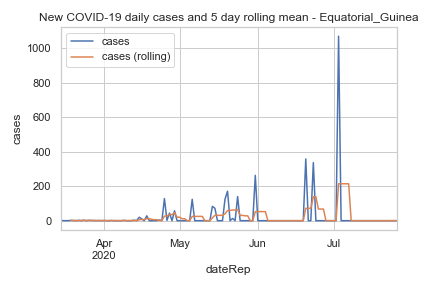 New COVID-19 daily cases and 5 day rolling mean - Equatorial_Guinea
cases
cases (rolling)
1000
800
600
400
200
0
cases
Apr
2020
May
Jun
Jul
dateRep